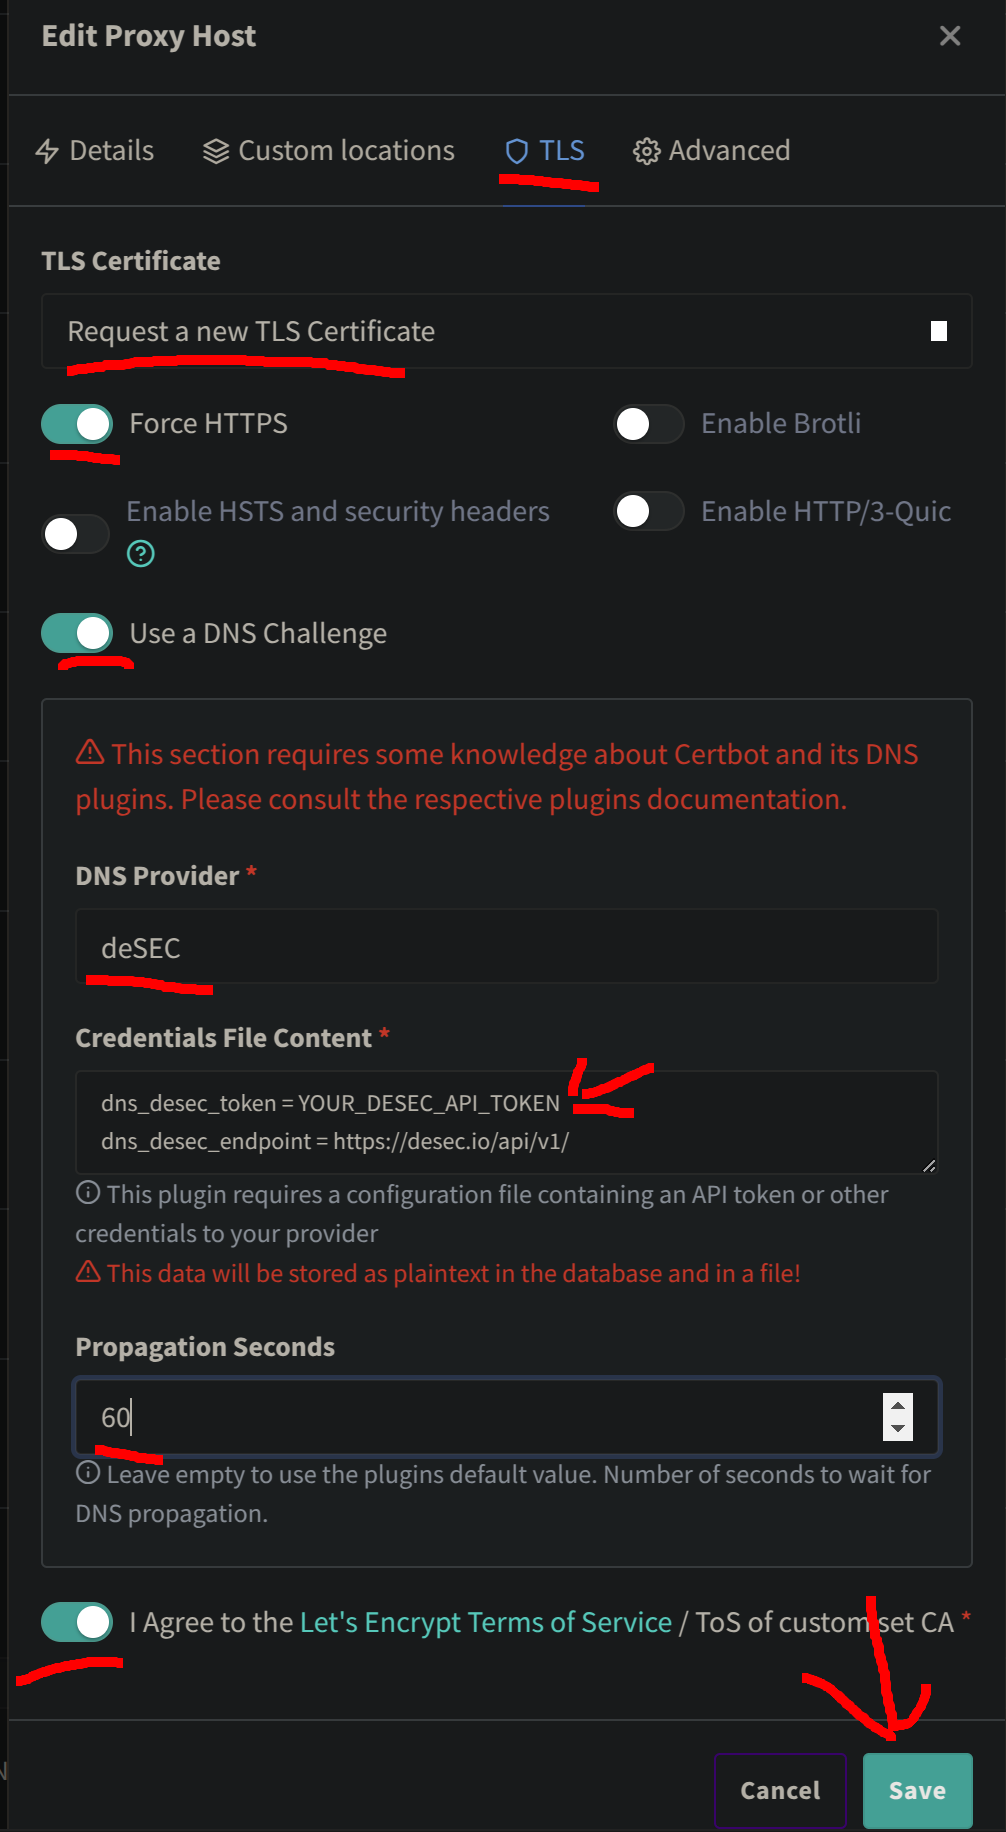 Edit Proxy Host
Details Custom locations TLS Advanced
TLS Certificate
Request a new TLS Certificate
Force HTTPS
Enable Brotli
Enable HSTS and security headers
Enable HTTP/3-Quic
Use a DNS Challenge
This section requires some knowledge about Certbot and its DNS
plugins. Please consult the respective plugins documentation.
DNS Provider *
deSEC
Credentials File Content *
dns_desec_token = YOUR_DESEC_API_TOKEN
dns_desec_endpoint = https://desec.io/api/v1/
This plugin requires a configuration file containing an API token or other
credentials to your provider
This data will be stored as plaintext in the database and in a file!
Propagation Seconds
60
Leave empty to use the plugins default value. Number of seconds to wait for
DNS propagation.
I Agree to the Let's Encrypt Terms of Service / ToS of custom set CA *
Cancel
Save